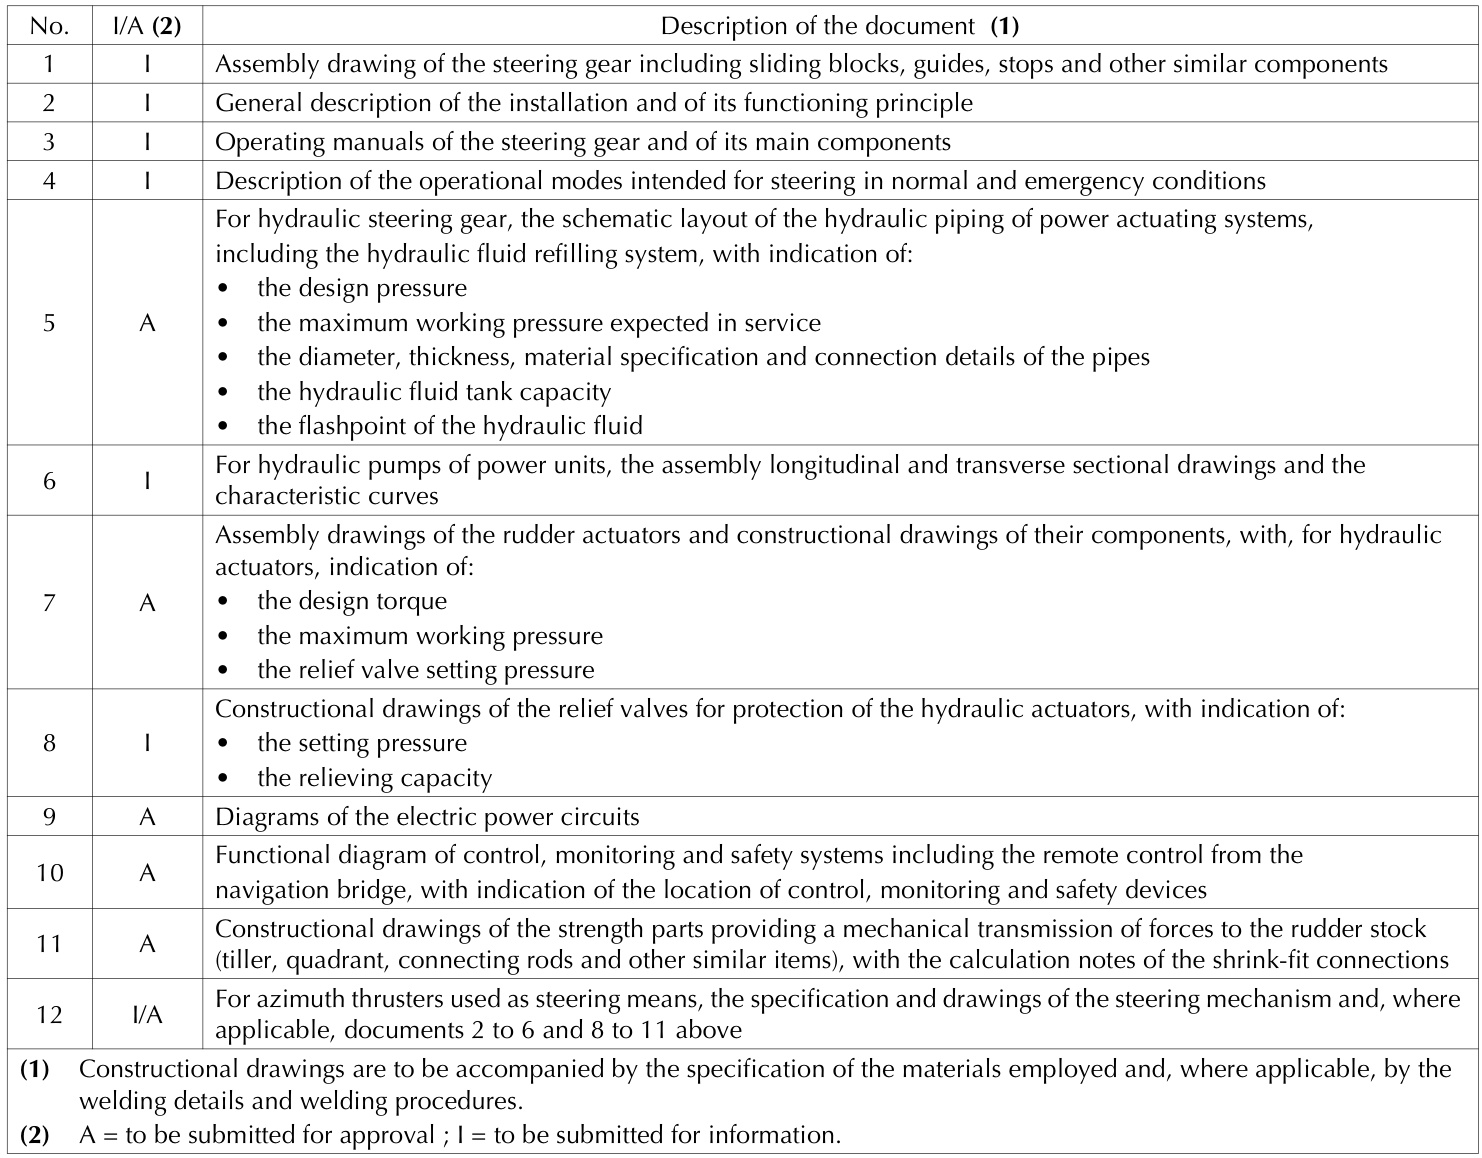 No. I/A (2) Description of the document (1)
1 I Assembly drawing of the steering gear including sliding blocks, guides, stops and other similar components
2 I General description of the installation and of its functioning principle
3 I Operating manuals of the steering gear and of its main components
4 I Description of the operational modes intended for steering in normal and emergency conditions
5 A For hydraulic steering gear, the schematic layout of the hydraulic piping of power actuating systems,
including the hydraulic fluid refilling system, with indication of:
• the design pressure
• the maximum working pressure expected in service
• the diameter, thickness, material specification and connection details of the pipes
• the hydraulic fluid tank capacity
• the flashpoint of the hydraulic fluid
6 I For hydraulic pumps of power units, the assembly longitudinal and transverse sectional drawings and the
characteristic curves
7 A Assembly drawings of the rudder actuators and constructional drawings of their components, with, for hydraulic
actuators, indication of:
• the design torque
• the maximum working pressure
• the relief valve setting pressure
8 I Constructional drawings of the relief valves for protection of the hydraulic actuators, with indication of:
• the setting pressure
• the relieving capacity
9 A Diagrams of the electric power circuits
10 A Functional diagram of control, monitoring and safety systems including the remote control from the
navigation bridge, with indication of the location of control, monitoring and safety devices
11 A Constructional drawings of the strength parts providing a mechanical transmission of forces to the rudder stock
(tiller, quadrant, connecting rods and other similar items), with the calculation notes of the shrink-fit connections
12 I/A For azimuth thrusters used as steering means, the specification and drawings of the steering mechanism and, where
applicable, documents 2 to 6 and 8 to 11 above
(1) Constructional drawings are to be accompanied by the specification of the materials employed and, where applicable, by the
welding details and welding procedures.
(2) A = to be submitted for approval ; I = to be submitted for information.